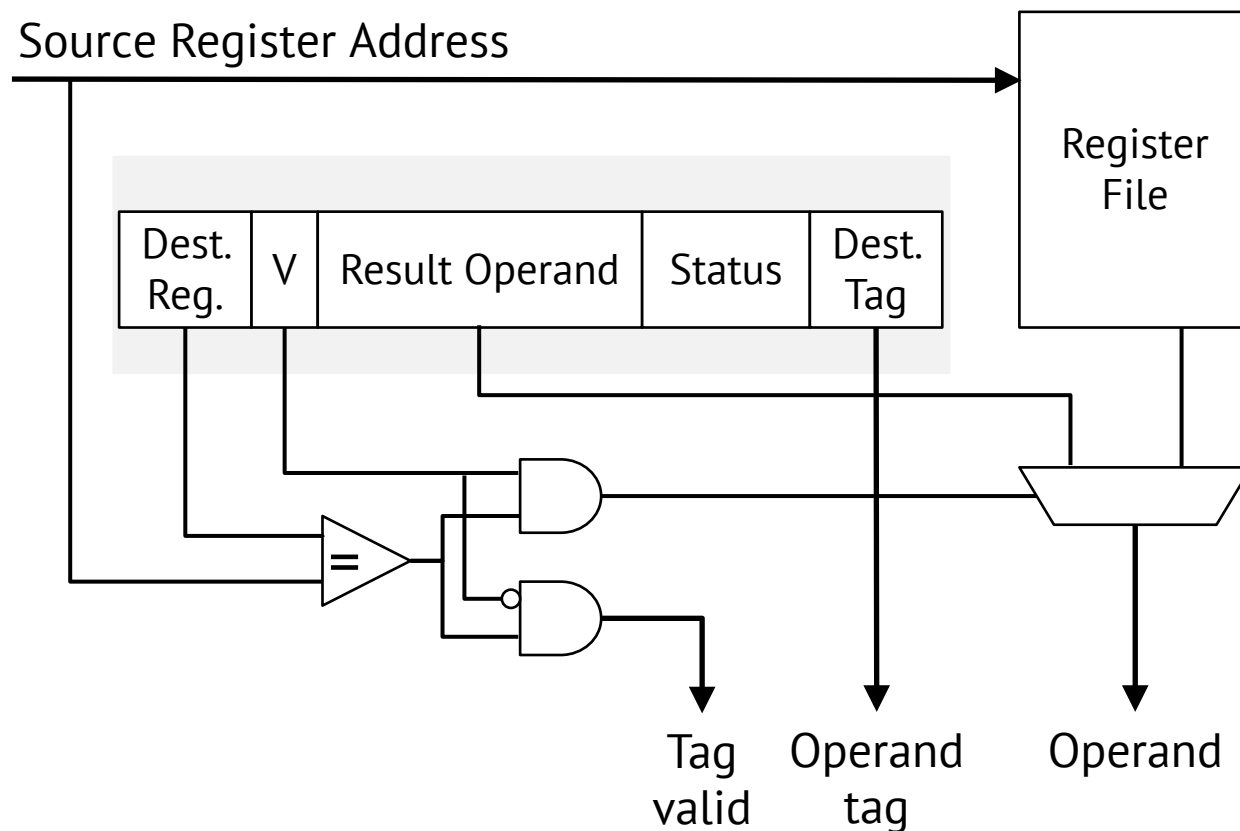 Source Register Address
Register
File
Dest.
Reg.
V
Result Operand
Status
Dest.
Tag
=
Tag
valid
Operand
tag
Operand